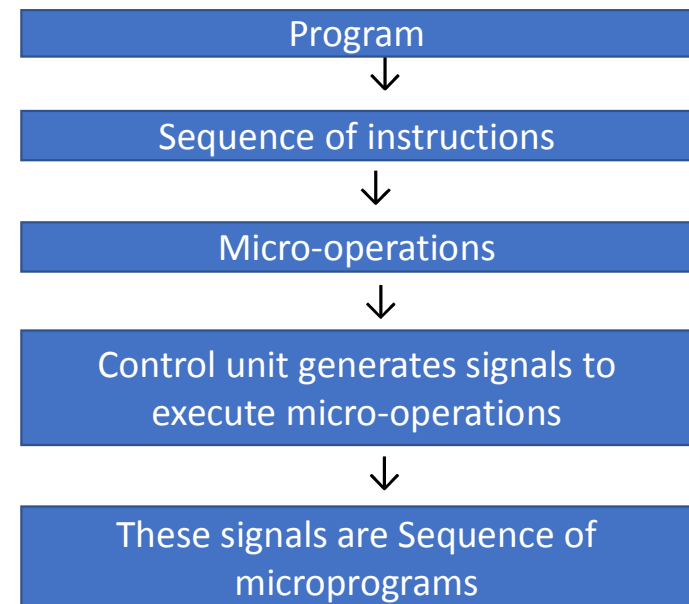 Program
Sequence of instructions
Micro-operations
Control unit generates signals to
execute micro-operations
These signals are Sequence of
microprograms